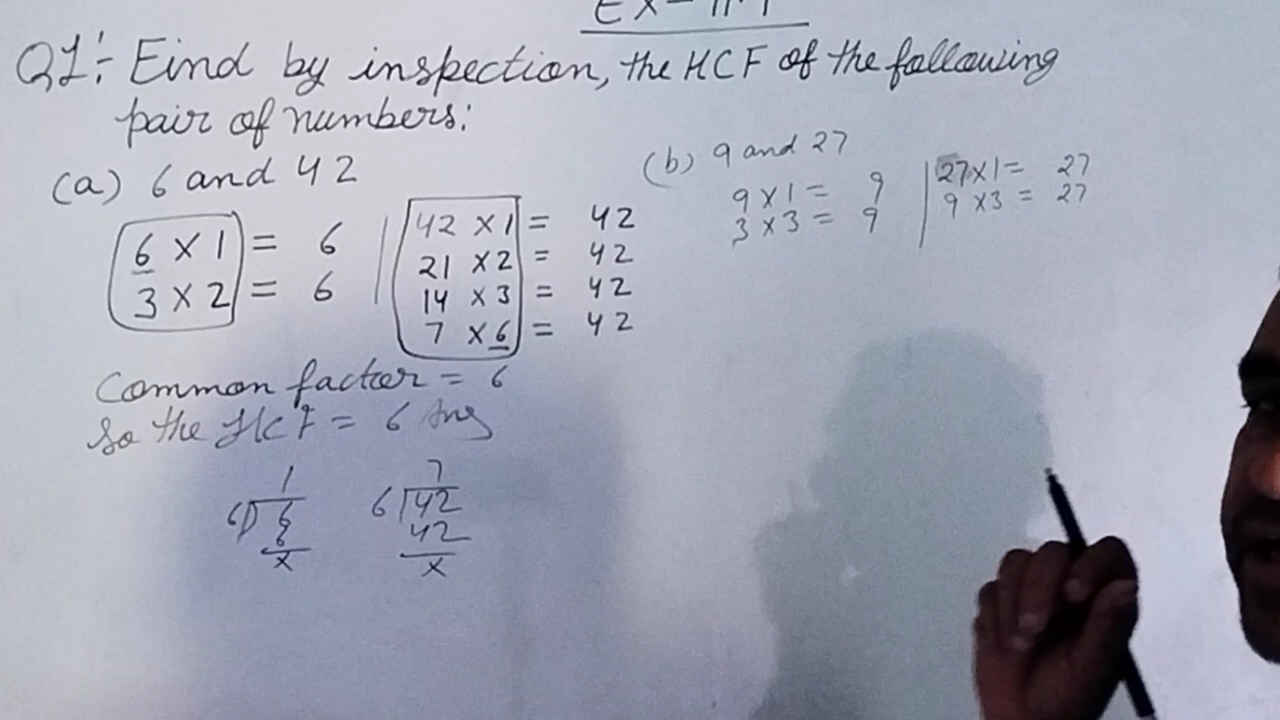 Q1:- Find by inspection, the HCF of the following
pair of numbers:
(a) 6 and 42
6 X 1 = 6
3 X 2 = 6
42 X 1 = 42
21 X 2 = 42
14 X 3 = 42
7 X 6 = 42
Common factor = 6
So the HCF = 6 Ans
1
6 6
6
x
7
6 42
42
x
(b) 9 and 27
9 X 1 = 9
3 X 3 = 9
27 X 1 = 27
9 X 3 = 27